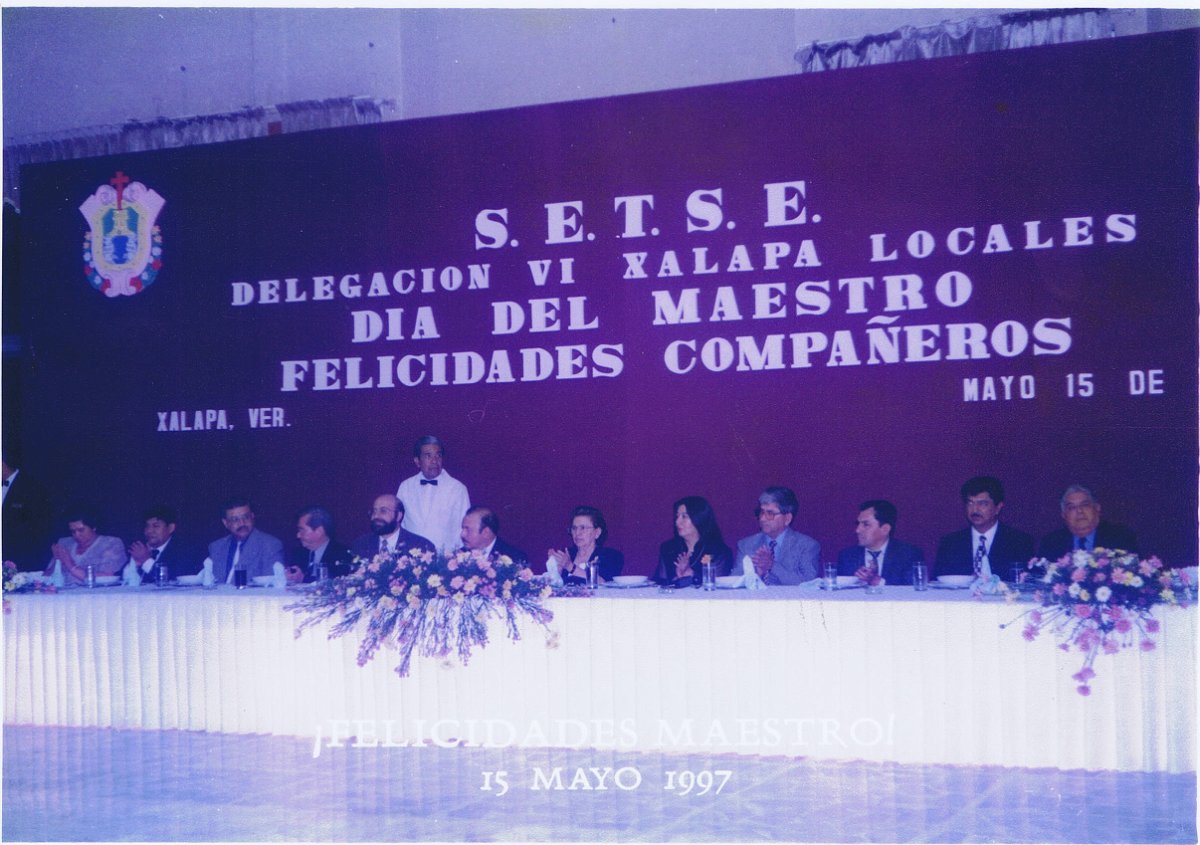 S. E. T. S. E.
DELEGACION VI XALAPA LOCALES
DIA DEL MAESTRO
FELICIDADES COMPAÑEROS
MAYO 15 DE
XALAPA, VER.
¡FELICIDADES MAESTRO!
15 MAYO 1997